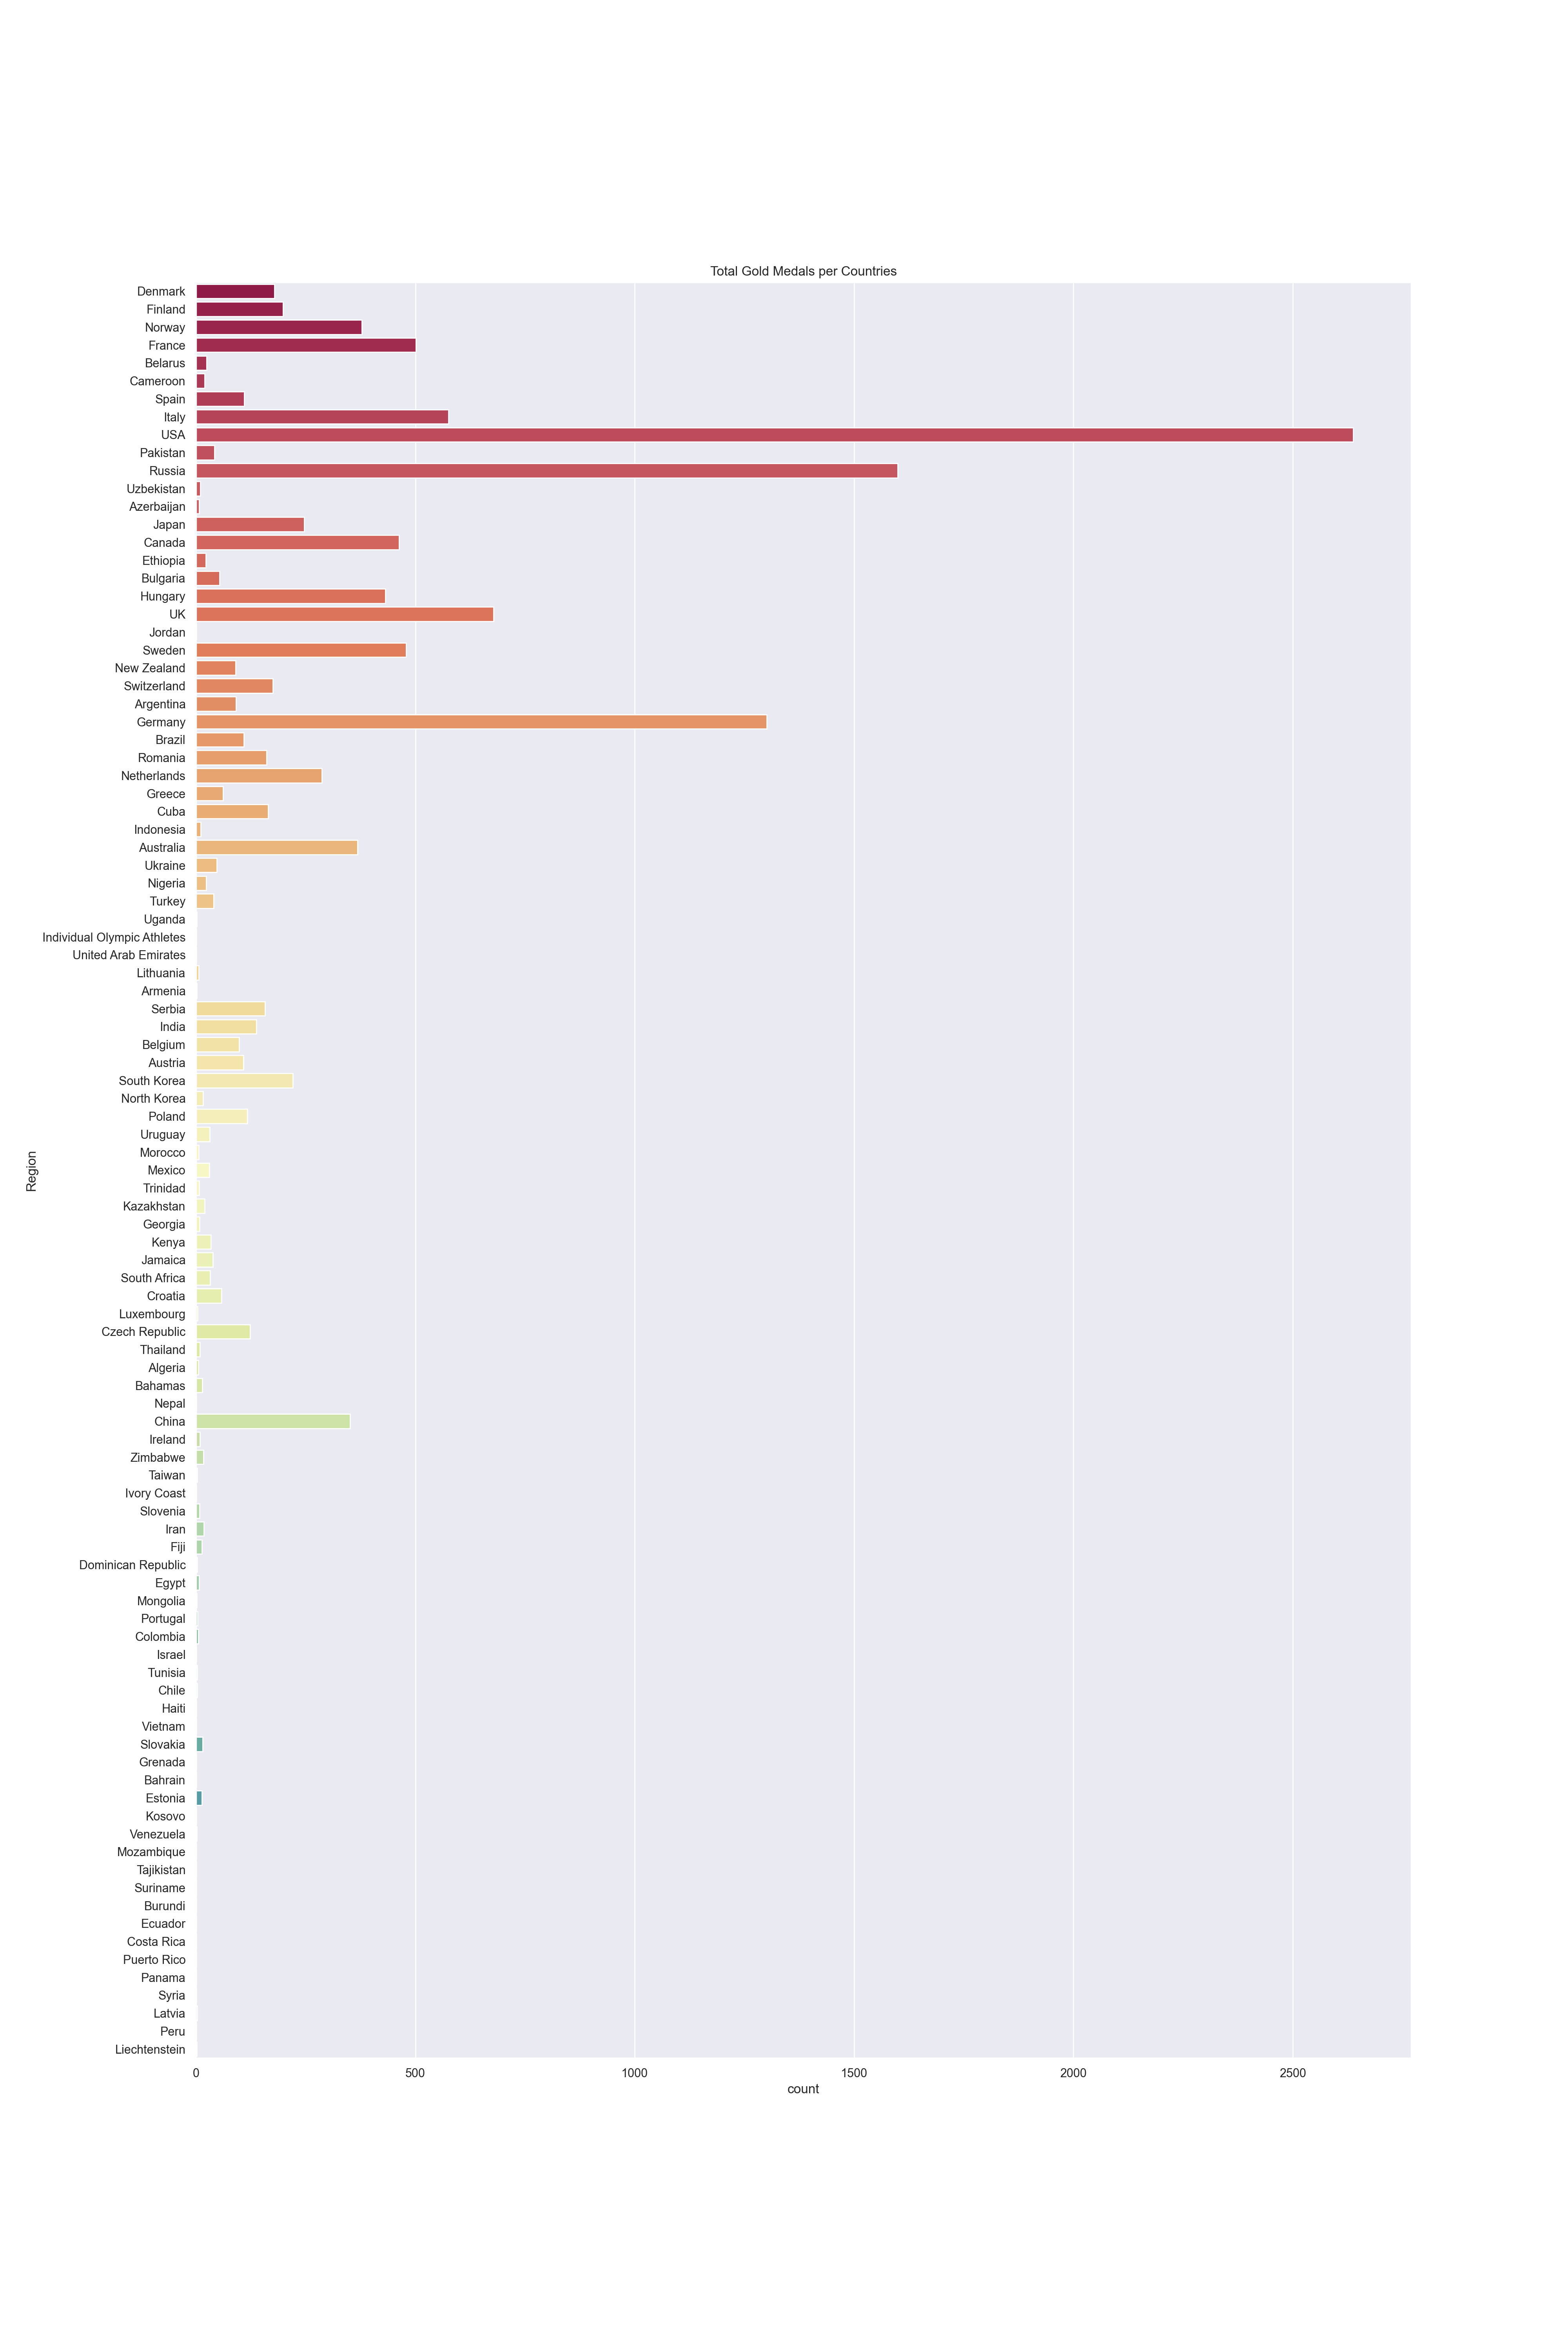 Total Gold Medals per Countries
Denmark
Finland
Norway
France
Belarus
Cameroon
Spain
Italy
USA
Pakistan
Russia
Uzbekistan
Azerbaijan
Japan
Canada
Ethiopia
Bulgaria
Hungary
UK
Jordan
Sweden
New Zealand
Switzerland
Argentina
Germany
Brazil
Romania
Netherlands
Greece
Cuba
Indonesia
Australia
Ukraine
Nigeria
Turkey
Uganda
Individual Olympic Athletes
United Arab Emirates
Lithuania
Armenia
Serbia
India
Belgium
Austria
South Korea
North Korea
Poland
Uruguay
Morocco
Mexico
Trinidad
Kazakhstan
Georgia
Kenya
Jamaica
South Africa
Croatia
Luxembourg
Czech Republic
Thailand
Algeria
Bahamas
Nepal
China
Ireland
Zimbabwe
Taiwan
Ivory Coast
Slovenia
Iran
Fiji
Dominican Republic
Egypt
Mongolia
Portugal
Colombia
Israel
Tunisia
Chile
Haiti
Vietnam
Slovakia
Grenada
Bahrain
Estonia
Kosovo
Venezuela
Mozambique
Tajikistan
Suriname
Burundi
Ecuador
Costa Rica
Puerto Rico
Panama
Syria
Latvia
Peru
Liechtenstein
Region
0 500 1000 1500 2000 2500
count